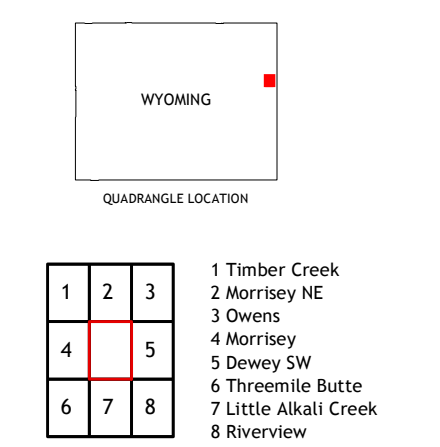 WYOMING
QUADRANGLE LOCATION
1 2 3
4 5
6 7 8
1 Timber Creek
2 Morrisey NE
3 Owens
4 Morrisey
5 Dewey SW
6 Threemile Butte
7 Little Alkali Creek
8 Riverview